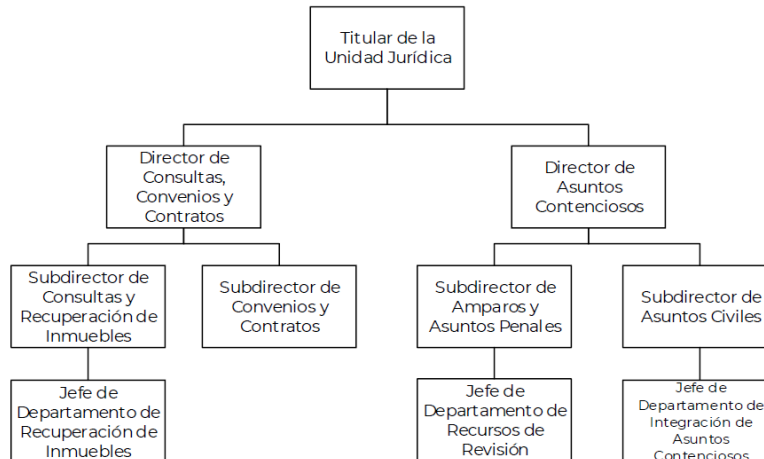 Titular de la
Unidad Jurídica
Director de
Consultas,
Convenios y
Contratos
Director de
Asuntos
Contenciosos
Subdirector de
Consultas y
Recuperación de
Inmuebles
Subdirector de
Convenios y
Contratos
Subdirector de
Amparos y
Asuntos Penales
Subdirector de
Asuntos Civiles
Jefe de
Departamento de
Recuperación de
Inmuebles
Jefe de
Departamento de
Recursos de
Revisión
Jefe de
Departamento de
Integración de
Asuntos
Contenciosos